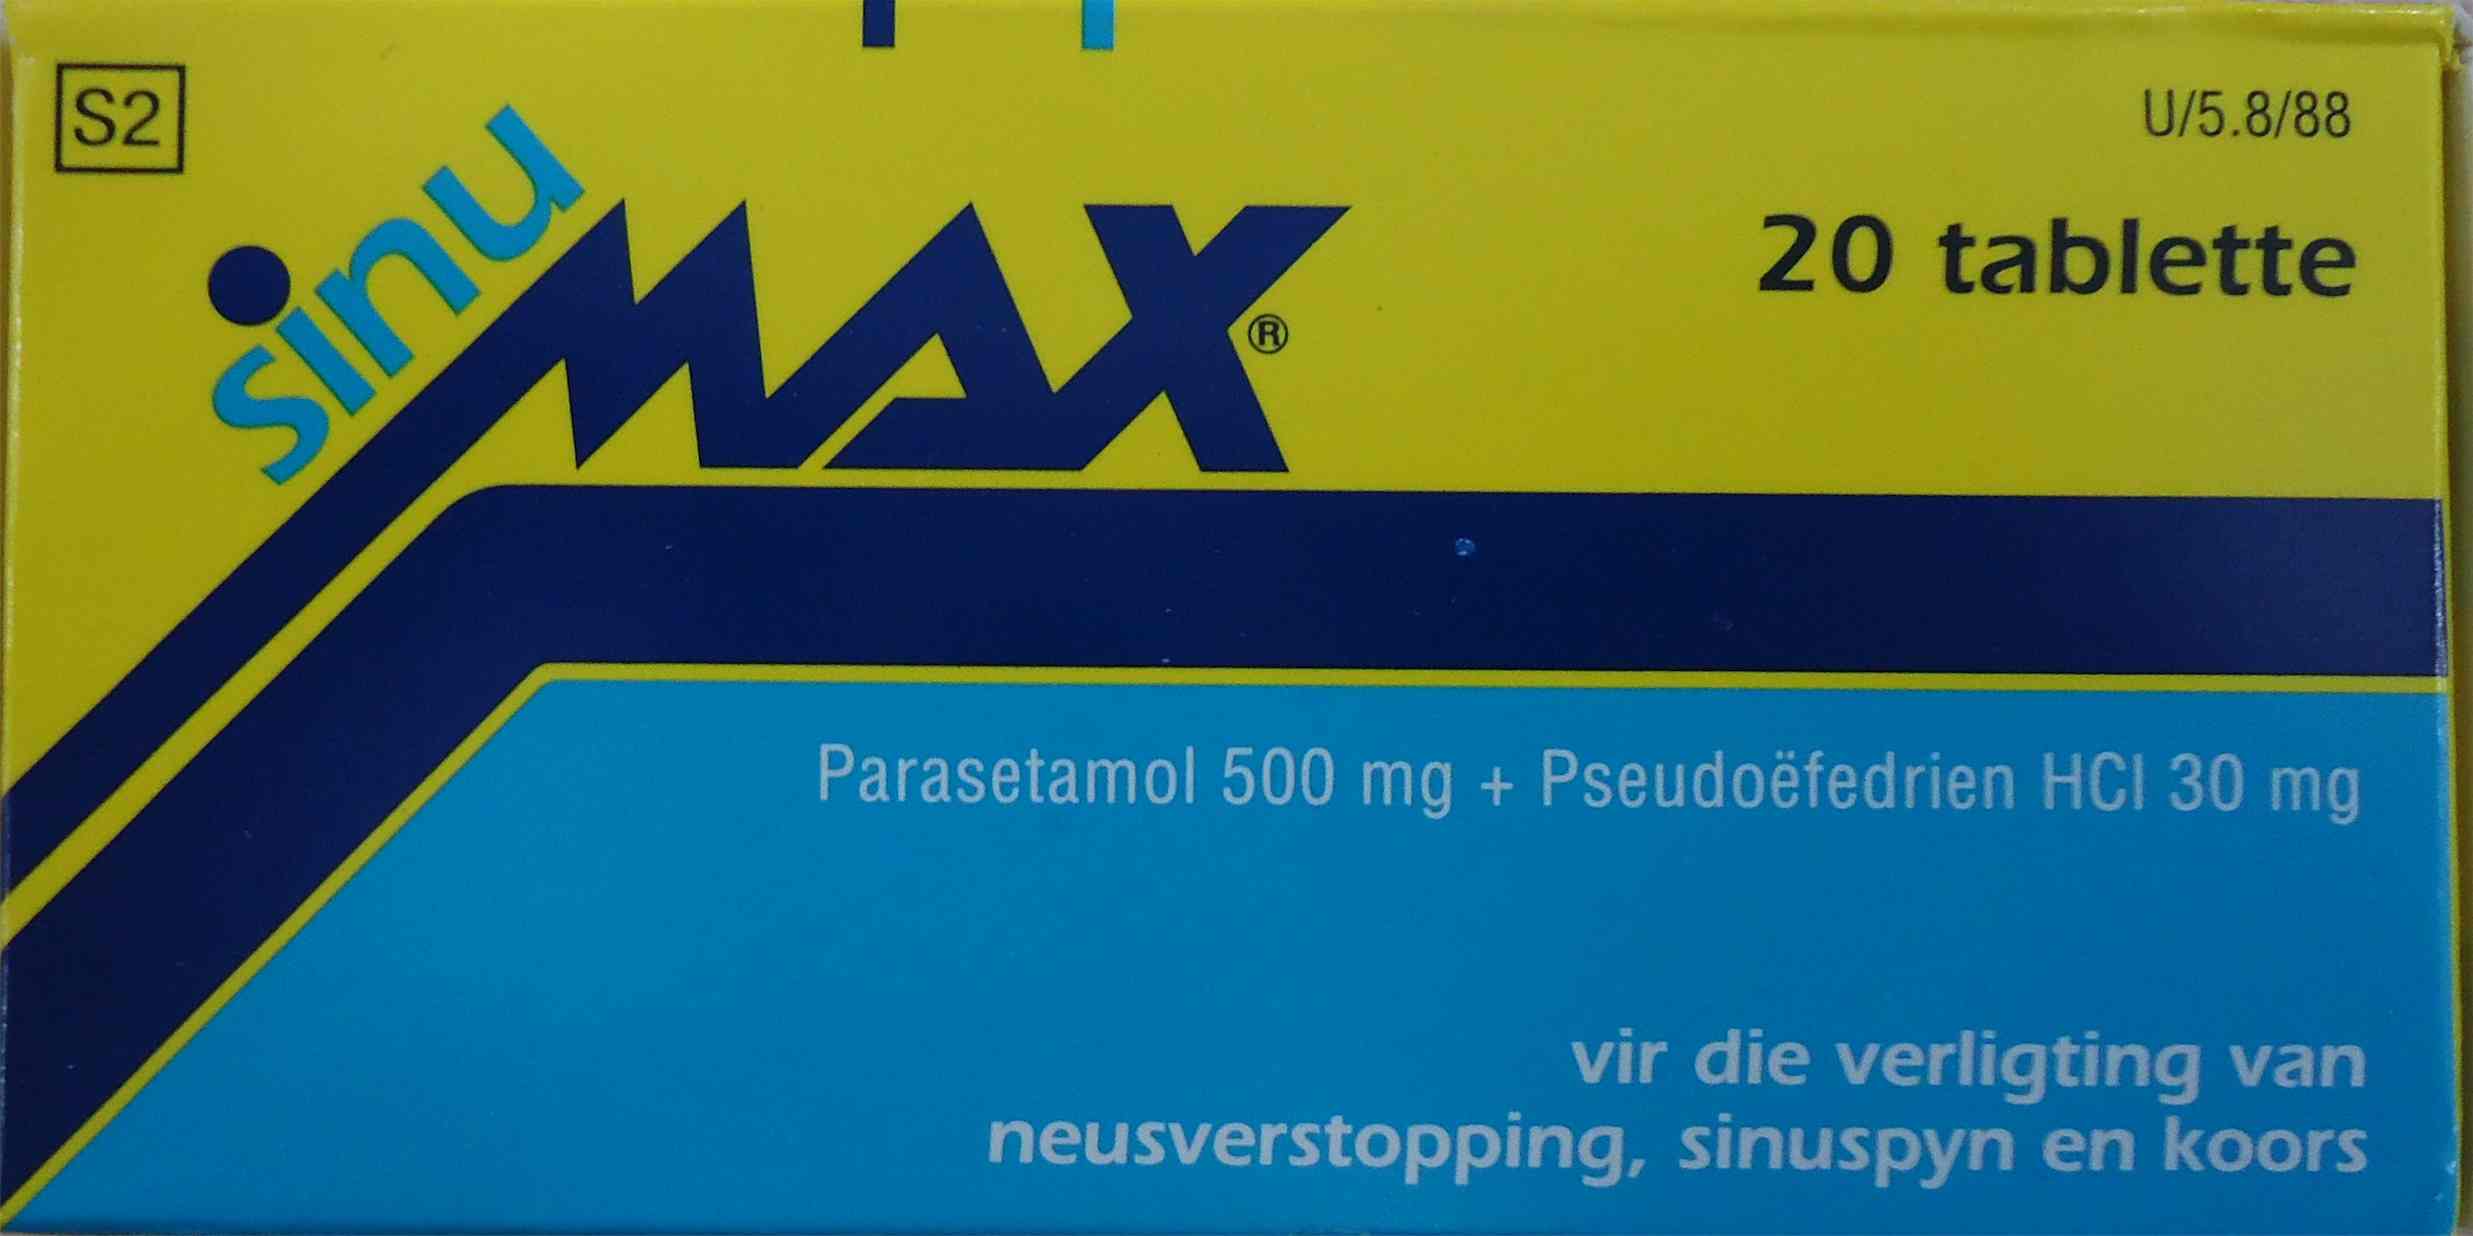 S2
U/5.8/88
sinu
MAX®
20 tablette
Parasetamol 500 mg + Pseudoëfedrien HCl 30 mg
vir die verligting van
neusverstopping, sinuspyn en koors